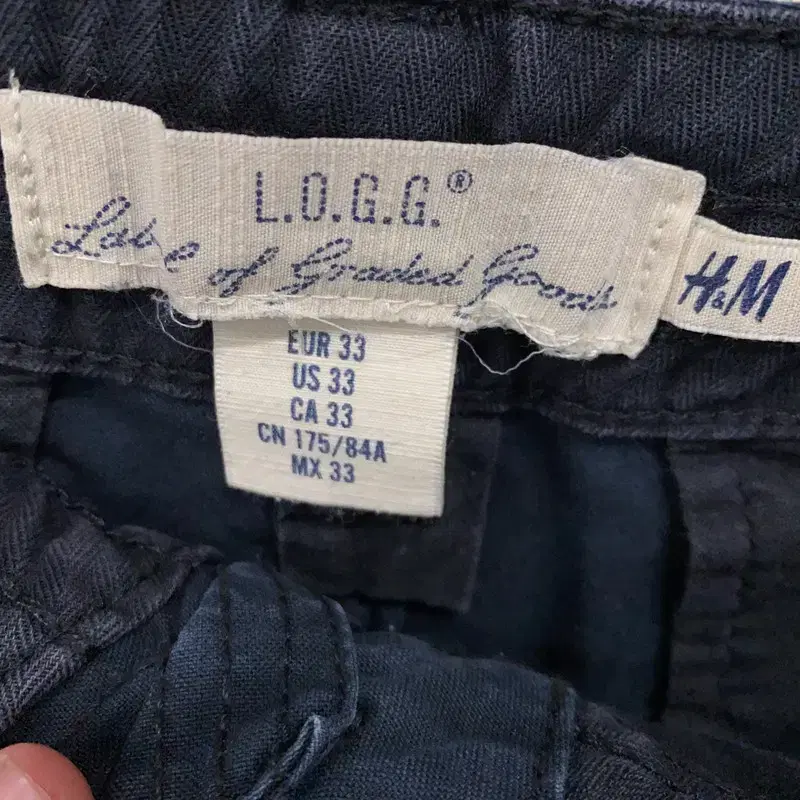 L.O.G.G.®
Label of Graded Goods
H&M
EUR 33
US 33
CA 33
CN 175/84A
MX 33